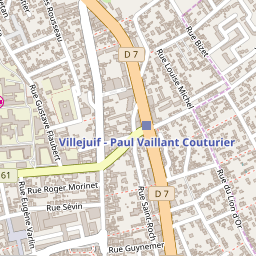 Rousseau
D 7
Rue Bizet
Rue Louise Michel
Rue Gustave Flaubert
Villejuif - Paul Vaillant Couturier
61
Rue Roger Morinet
D 7
Rue du Lion d'Or
Rue Sévin
Rue Saint-Roch
Rue Eugène Varlin
Rue Guynemer